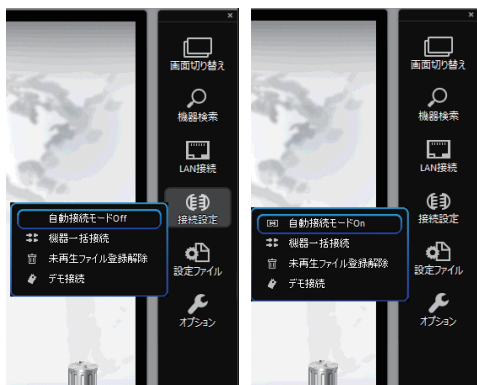 ×
画面切り替え
機器検索
LAN接続
接続設定
自動接続モードOff
機器一括接続
未再生ファイル登録解除
デモ接続
設定ファイル
オプション
×
画面切り替え
機器検索
LAN接続
接続設定
自動接続モードOn
機器一括接続
未再生ファイル登録解除
デモ接続
設定ファイル
オプション